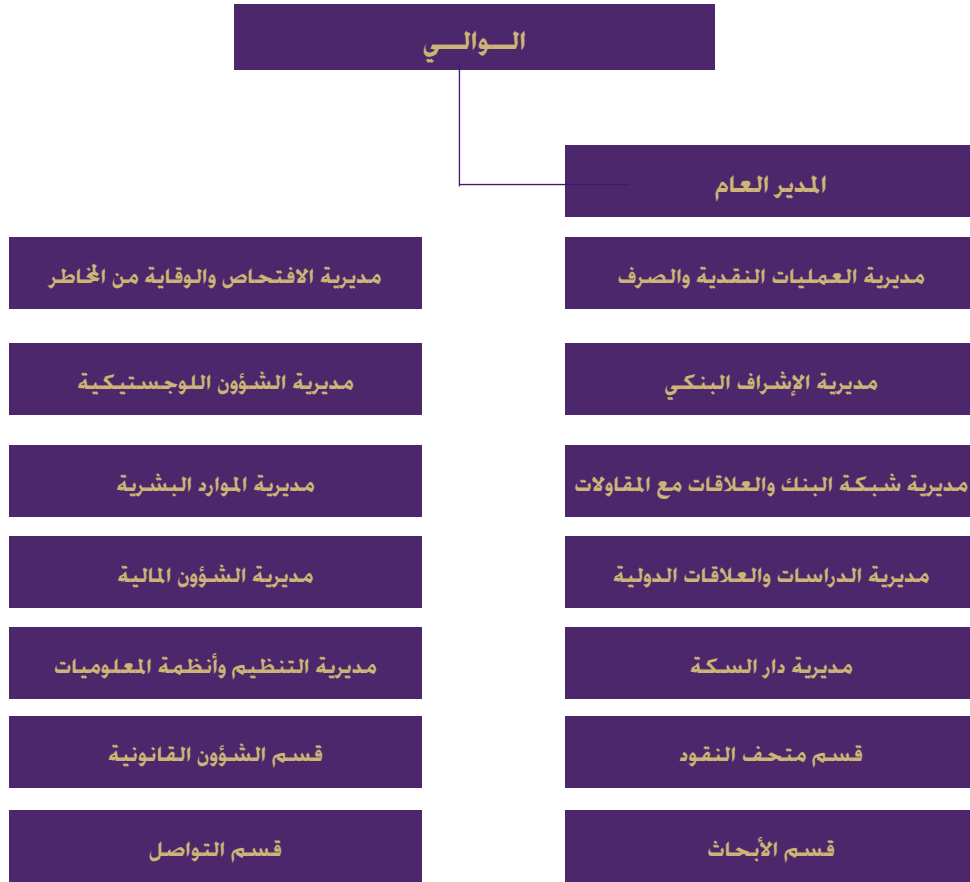 الـــوالـــي
المدير العام
مديرية العمليات النقدية والصرف
مديرية الافتحاص والوقاية من المخاطر
مديرية الإشراف البنكي
مديرية الشؤون اللوجستيكية
مديرية شبكة البنك والعلاقات مع المقاولات
مديرية الموارد البشرية
مديرية الدراسات والعلاقات الدولية
مديرية الشؤون المالية
مديرية دار السكة
مديرية التنظيم وأنظمة المعلوميات
قسم متحف النقود
قسم الشؤون القانونية
قسم الأبحاث
قسم التواصل